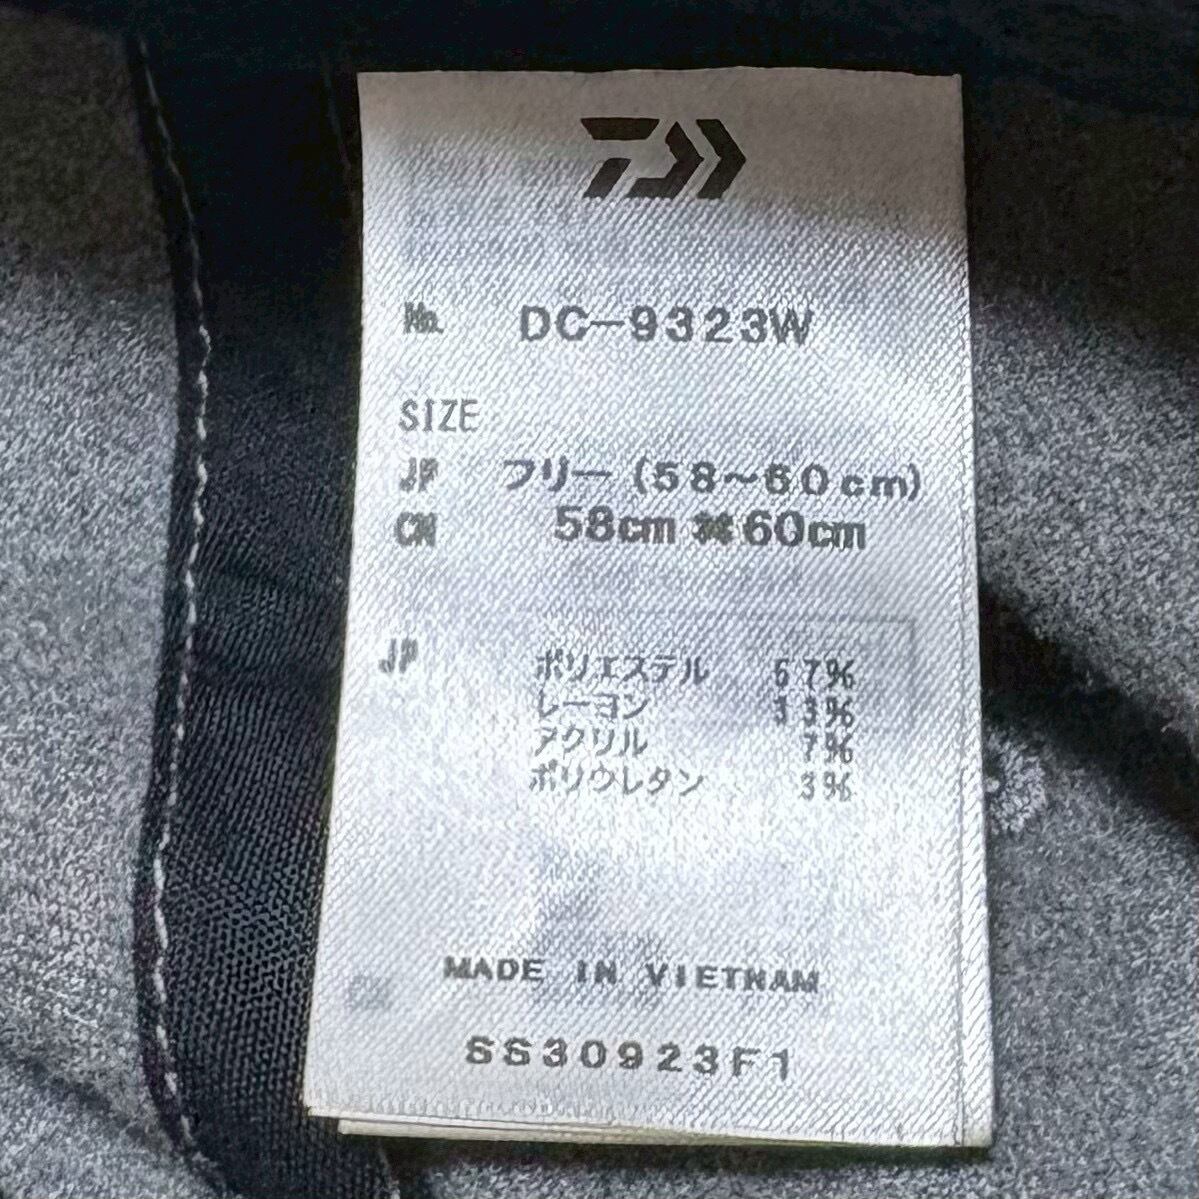 No. DC-9323W
SIZE
JP フリー(58~60cm)
CN 58cm
60cm
JP ポリエステル 57%
レーヨン 33%
アクリル 7%
ポリウレタン 3%
MADE IN VIETNAM
SS30923F1